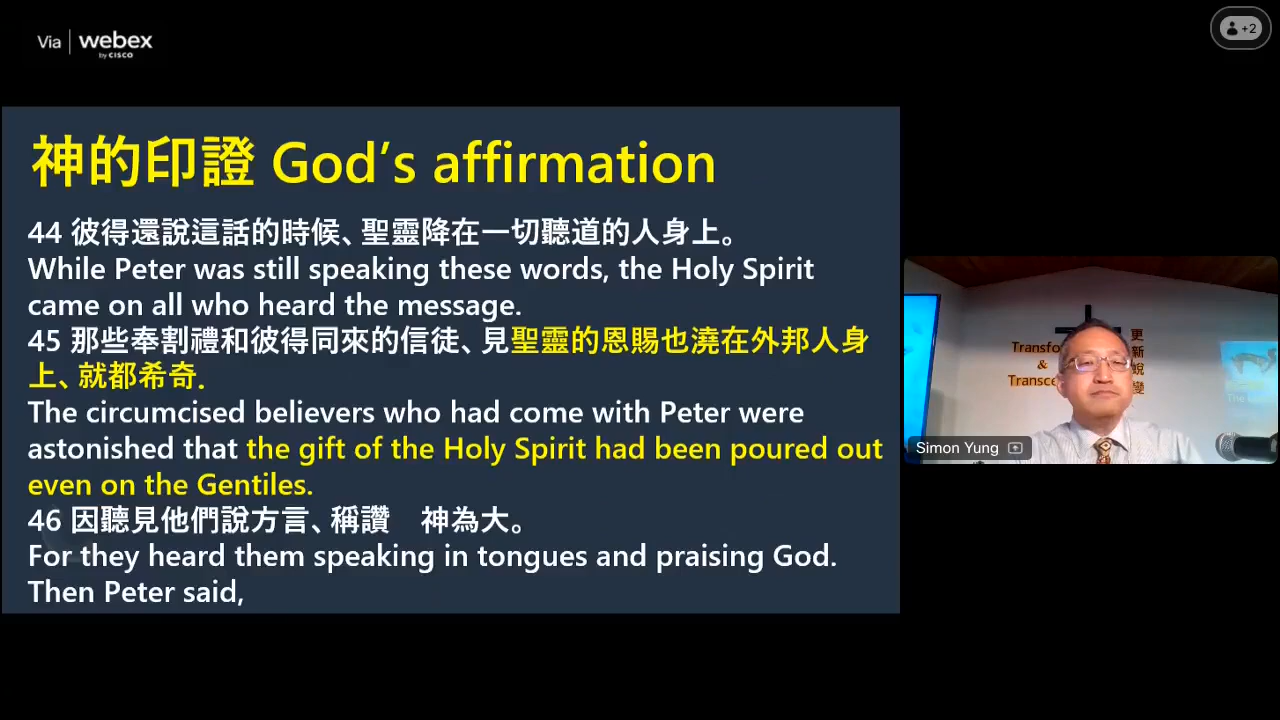 Via | webex
by CISCO
+2
神的印證 God's affirmation
44 彼得還說這話的時候、聖靈降在一切聽道的人身上。
While Peter was still speaking these words, the Holy Spirit
came on all who heard the message.
45 那些奉割禮和彼得同來的信徒、見聖靈的恩賜也澆在外邦人身
上、就都希奇.
The circumcised believers who had come with Peter were
astonished that the gift of the Holy Spirit had been poured out
even on the Gentiles.
46 因聽見他們說方言、稱讚　神為大。
For they heard them speaking in tongues and praising God.
Then Peter said,
更新蛻變
&
Simon Yung